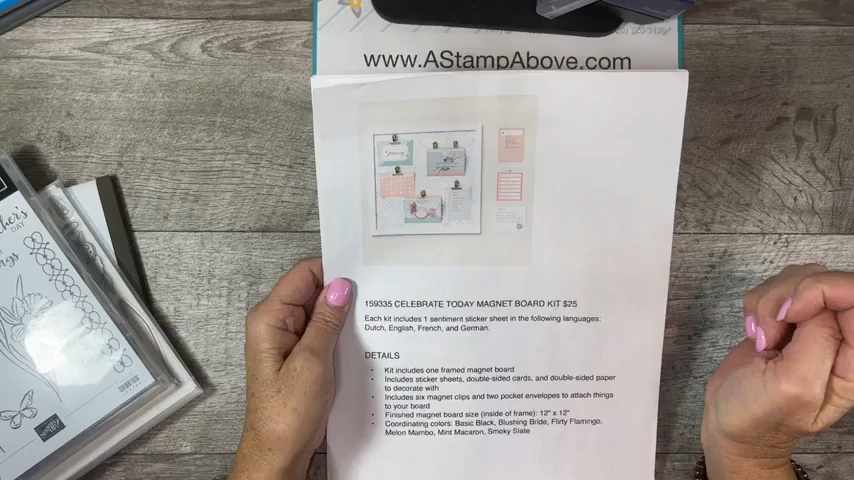 www.AStampAbove.com
159335 CELEBRATE TODAY MAGNET BOARD KIT $25
Each kit includes 1 sentiment sticker sheet in the following languages:
Dutch, English, French, and German.
DETAILS
• Kit includes one framed magnet board
• Includes sticker sheets, double-sided cards, and double-sided paper
to decorate with
• Includes six magnet clips and two pocket envelopes to attach things
to your board
• Finished magnet board size (inside of frame): 12" x 12"
• Coordinating colors: Basic Black, Blushing Bride, Flirty Flamingo,
Melon Mambo, Mint Macaron, Smoky Slate
DAY